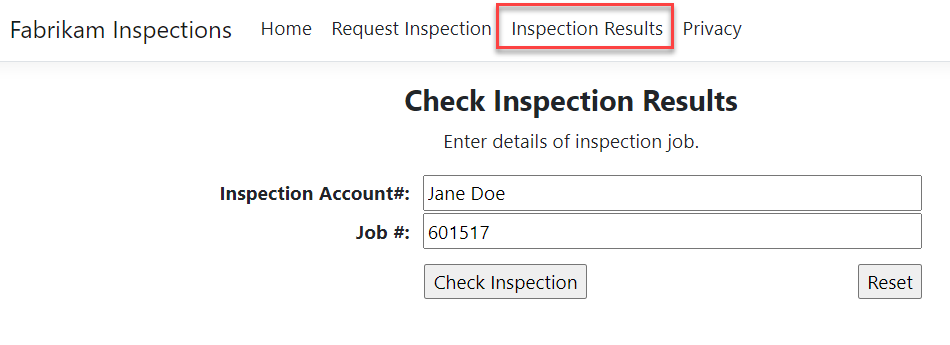 Fabrikam Inspections Home Request Inspection Inspection Results Privacy
Check Inspection Results
Enter details of inspection job.
Inspection Account#: Jane Doe
Job #: 601517
Check Inspection Reset